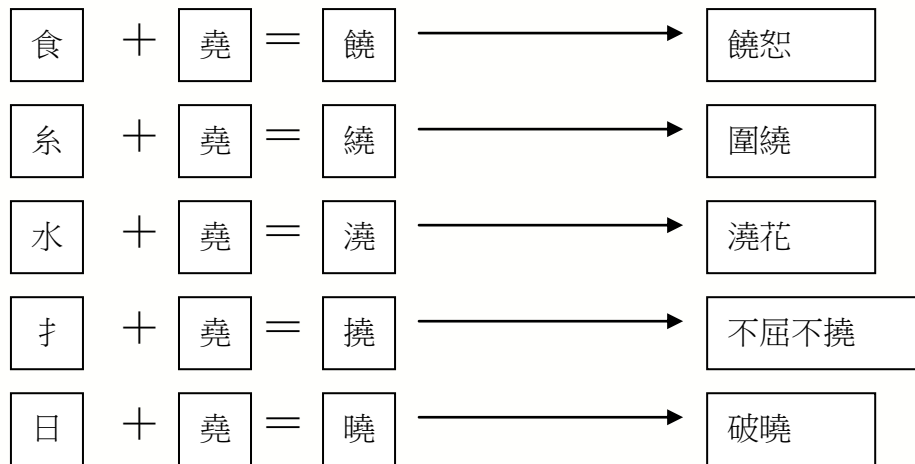 食 ＋ 堯 ＝ 饒 饒恕
糸 ＋ 堯 ＝ 繞 圍繞
水 ＋ 堯 ＝ 澆 澆花
扌 ＋ 堯 ＝ 撓 不屈不撓
日 ＋ 堯 ＝ 曉 破曉